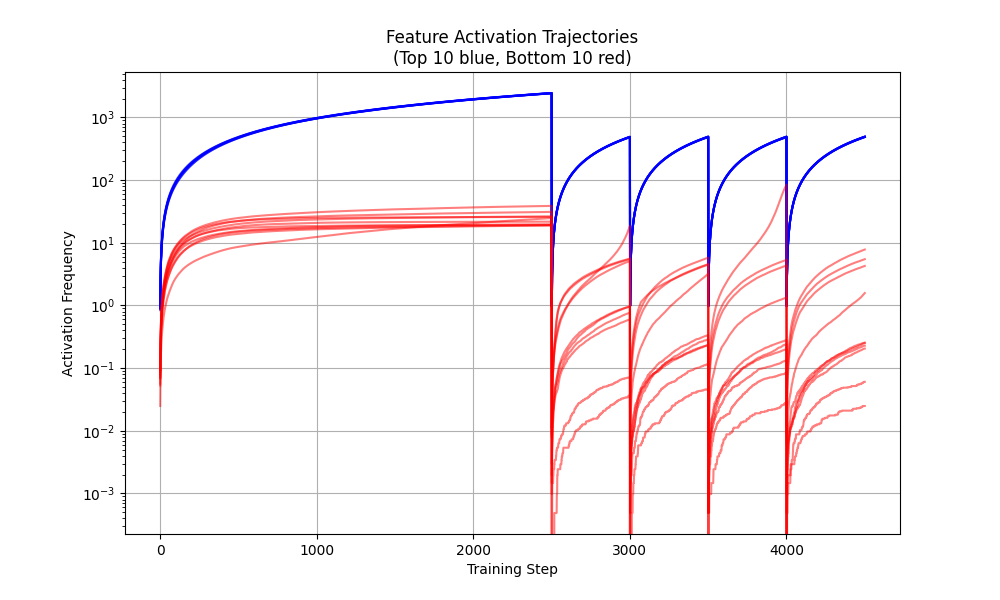 Feature Activation Trajectories
(Top 10 blue, Bottom 10 red)
Activation Frequency
10³
10²
10¹
10⁰
10⁻¹
10⁻²
10⁻³
0 1000 2000 3000 4000
Training Step